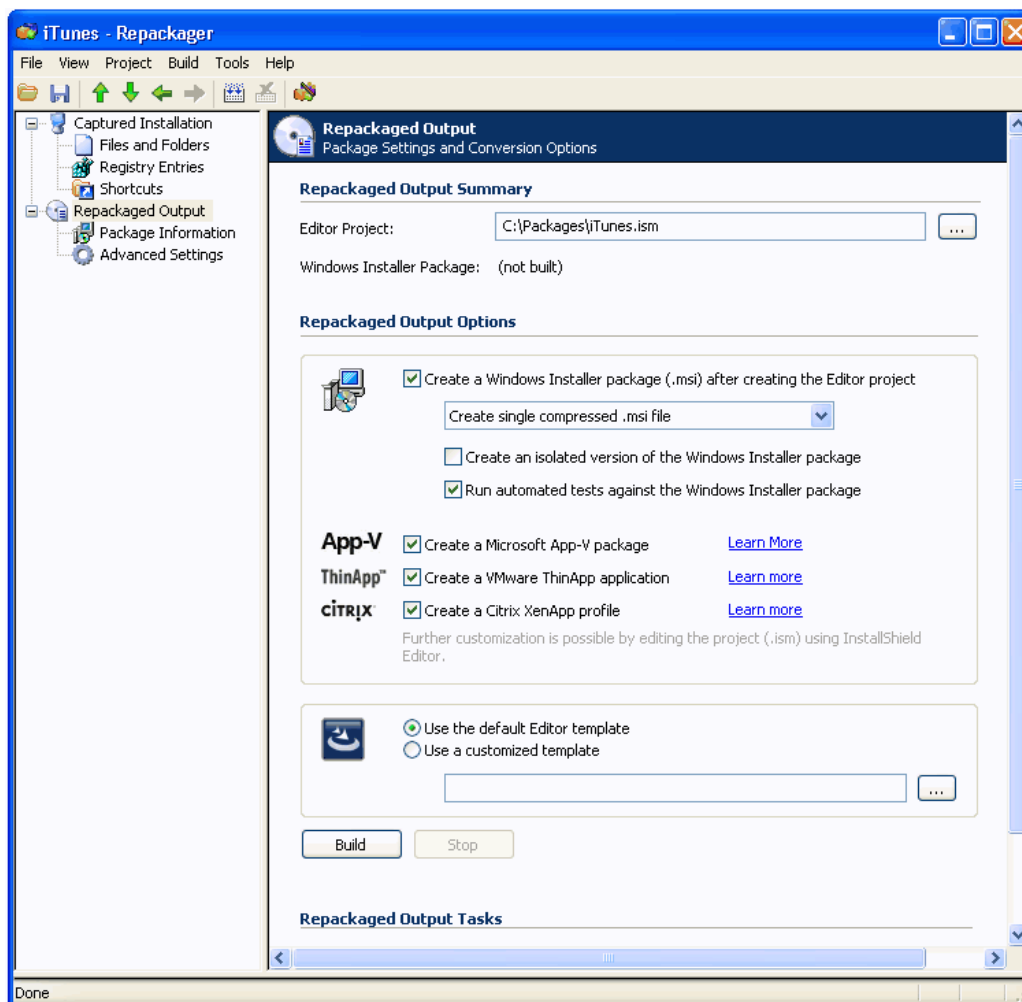 iTunes - Repackager
File View Project Build Tools Help
Captured Installation
Files and Folders
Registry Entries
Shortcuts
Repackaged Output
Package Information
Advanced Settings
Repackaged Output
Package Settings and Conversion Options
Repackaged Output Summary
Editor Project: C:\Packages\iTunes.ism ...
Windows Installer Package: (not built)
Repackaged Output Options
Create a Windows Installer package (.msi) after creating the Editor project
Create single compressed .msi file
Create an isolated version of the Windows Installer package
Run automated tests against the Windows Installer package
App-V Create a Microsoft App-V package Learn More
ThinApp™ Create a VMware ThinApp application Learn more
CITRIX Create a Citrix XenApp profile Learn more
Further customization is possible by editing the project (.ism) using InstallShield
Editor.
Use the default Editor template
Use a customized template
...
Build Stop
Repackaged Output Tasks
Done